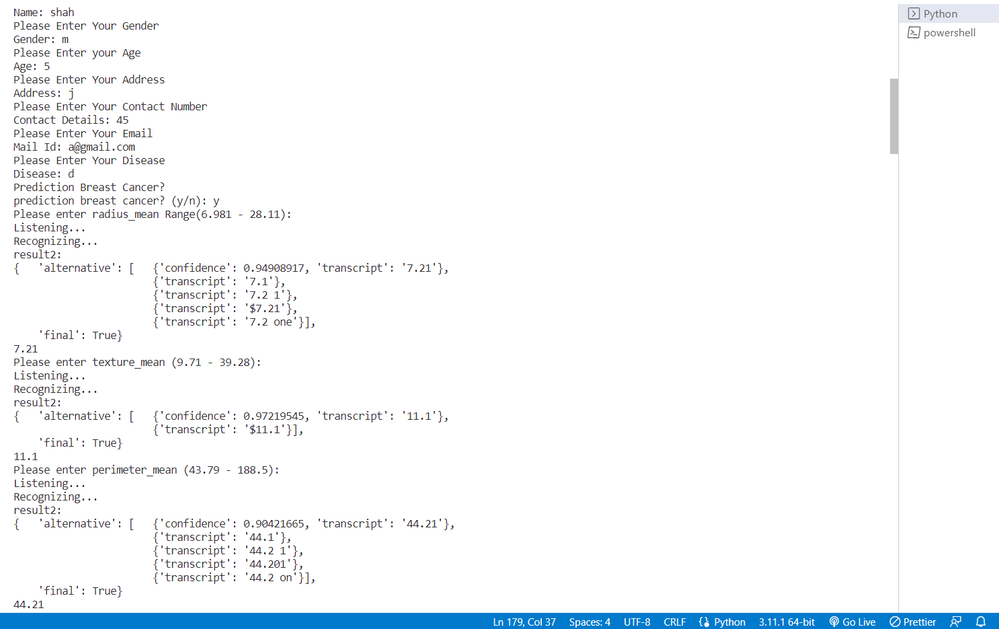 Name: shah
Please Enter Your Gender
Gender: m
Please Enter your Age
Age: 5
Please Enter Your Address
Address: j
Please Enter Your Contact Number
Contact Details: 45
Please Enter Your Email
Mail Id: a@gmail.com
Please Enter Your Disease
Disease: d
Prediction Breast Cancer?
prediction breast cancer? (y/n): y
Please enter radius_mean Range(6.981 - 28.11):
Listening...
Recognizing...
result2:
{   'alternative': [   {'confidence': 0.94908917, 'transcript': '7.21'},
                       {'transcript': '7.1'},
                       {'transcript': '7.2 1'},
                       {'transcript': '$7.21'},
                       {'transcript': '7.2 one'}],
    'final': True}
7.21
Please enter texture_mean (9.71 - 39.28):
Listening...
Recognizing...
result2:
{   'alternative': [   {'confidence': 0.97219545, 'transcript': '11.1'},
                       {'transcript': '$11.1'}],
    'final': True}
11.1
Please enter perimeter_mean (43.79 - 188.5):
Listening...
Recognizing...
result2:
{   'alternative': [   {'confidence': 0.90421665, 'transcript': '44.21'},
                       {'transcript': '44.1'},
                       {'transcript': '44.2 1'},
                       {'transcript': '44.201'},
                       {'transcript': '44.2 on'}],
    'final': True}
44.21
Python
powershell
Ln 179, Col 37 Spaces: 4 UTF-8 CRLF Python 3.11.1 64-bit Go Live Prettier